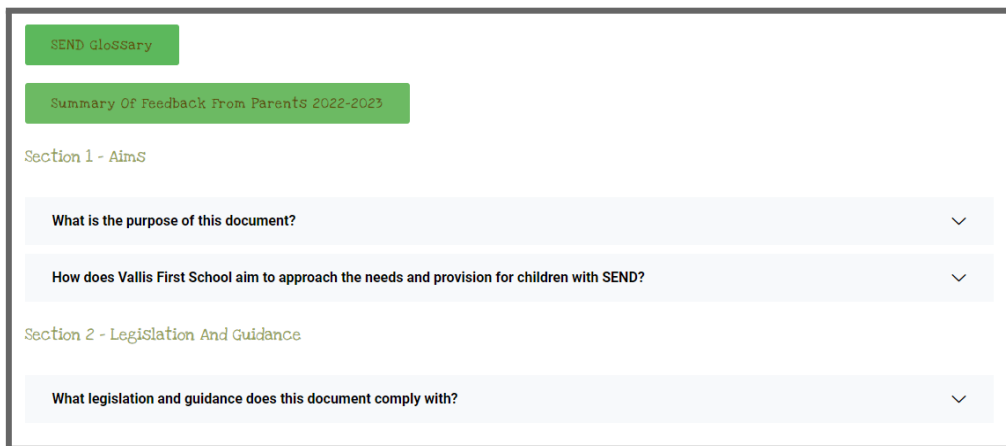 SEND Glossary
Summary Of Feedback From Parents 2022-2023
Section 1 - Aims
What is the purpose of this document?
How does Vallis First School aim to approach the needs and provision for children with SEND?
Section 2 - Legislation And Guidance
What legislation and guidance does this document comply with?